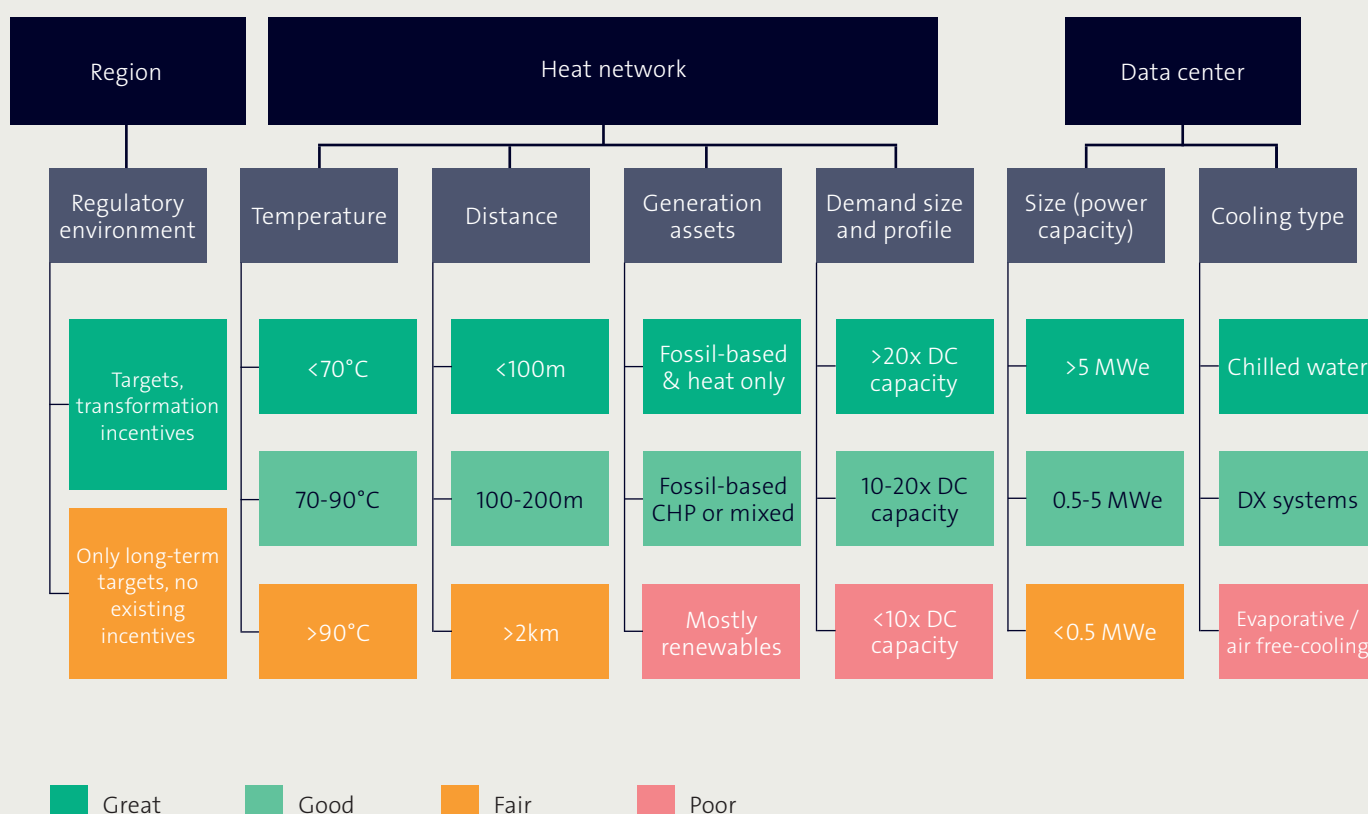 Region
Heat network
Data center
Regulatory
environment
Temperature
Distance
Generation
assets
Demand size
and profile
Size (power
capacity)
Cooling type
Targets,
transformation
incentives
<70°C
<100m
Fossil-based
& heat only
>20x DC
capacity
>5 MWe
Chilled water
70-90°C
100-200m
Fossil-based
CHP or mixed
10-20x DC
capacity
0.5-5 MWe
DX systems
Only long-term
targets, no
existing
incentives
>90°C
>2km
Mostly
renewables
<10x DC
capacity
<0.5 MWe
Evaporative /
air free-cooling
Great
Good
Fair
Poor